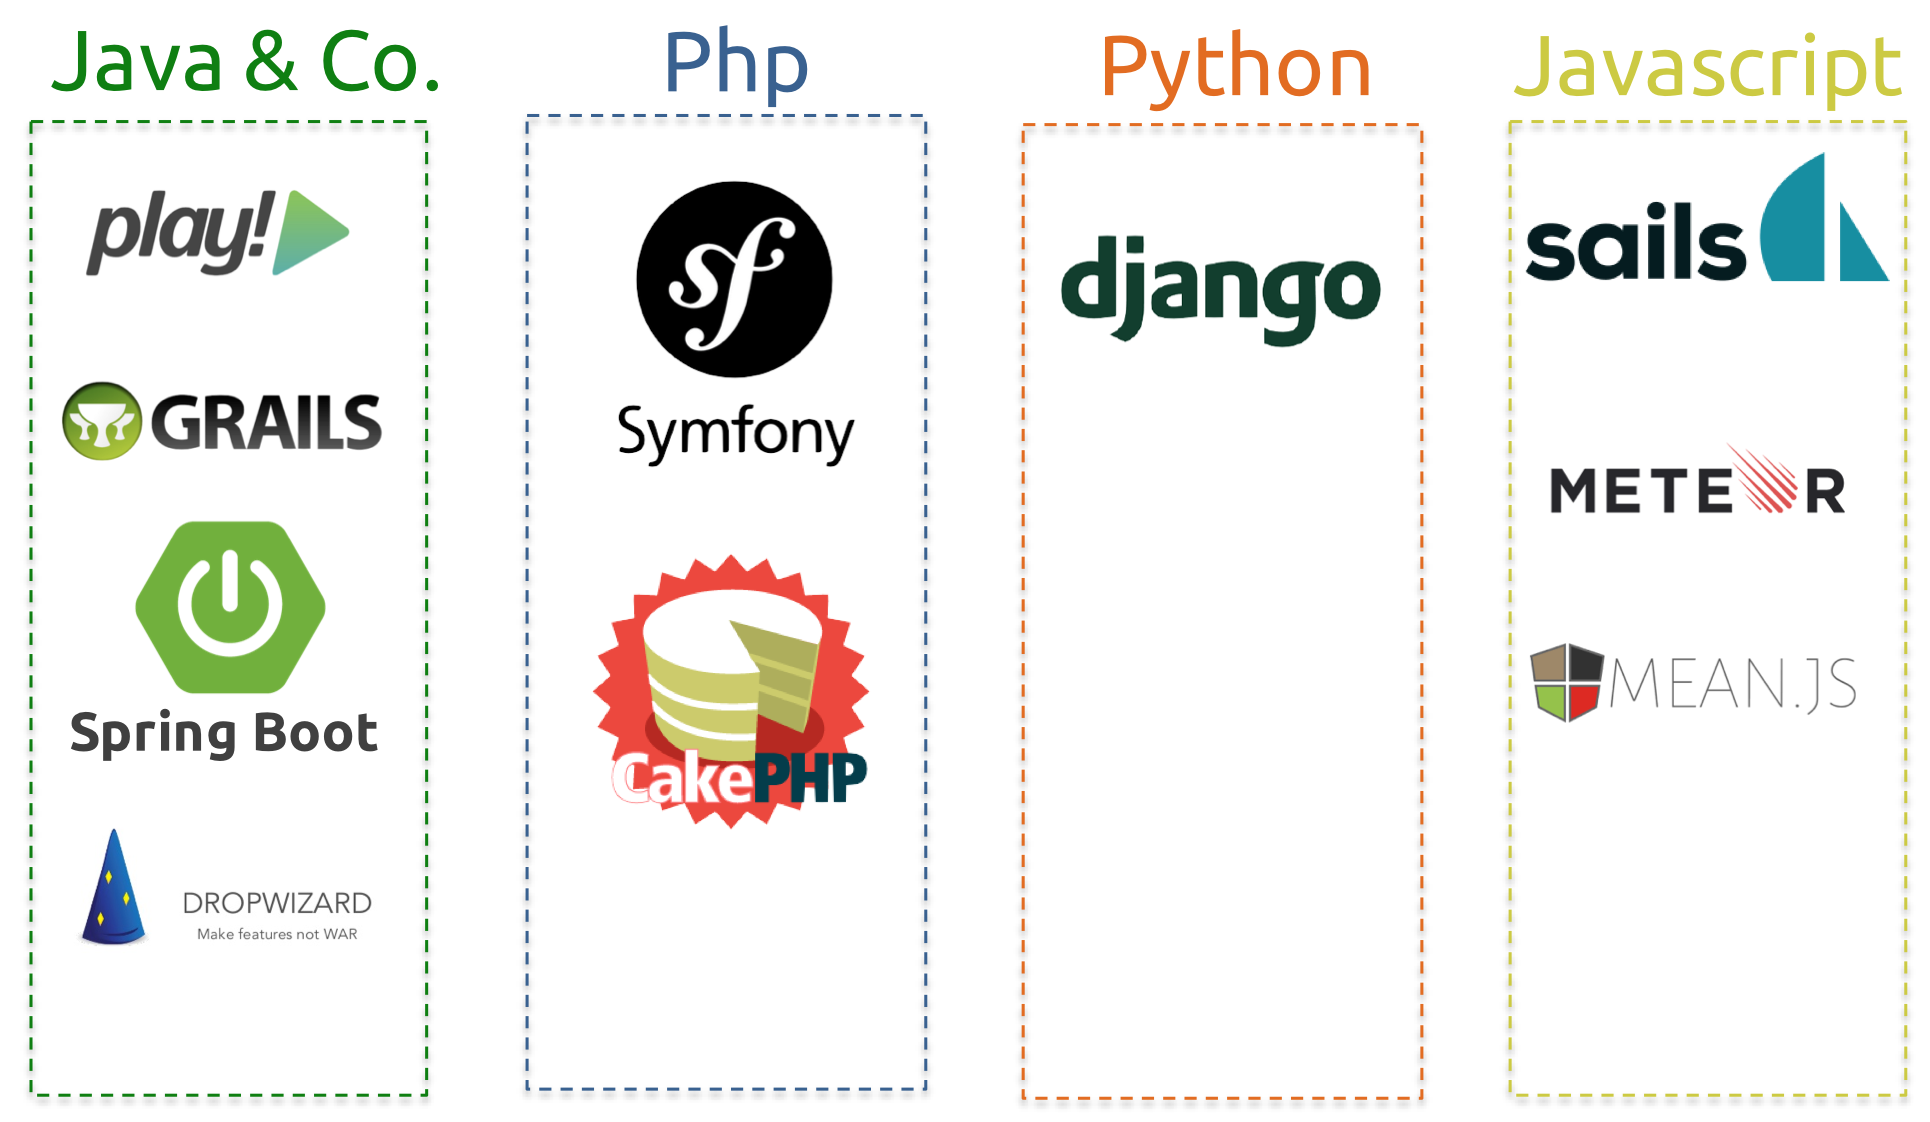 Java & Co.
play!
GRAILS
Spring Boot
DROPWIZARD
Make features not WAR
Php
sf
Symfony
CakePHP
Python
django
Javascript
sails
METEOR
MEAN.JS